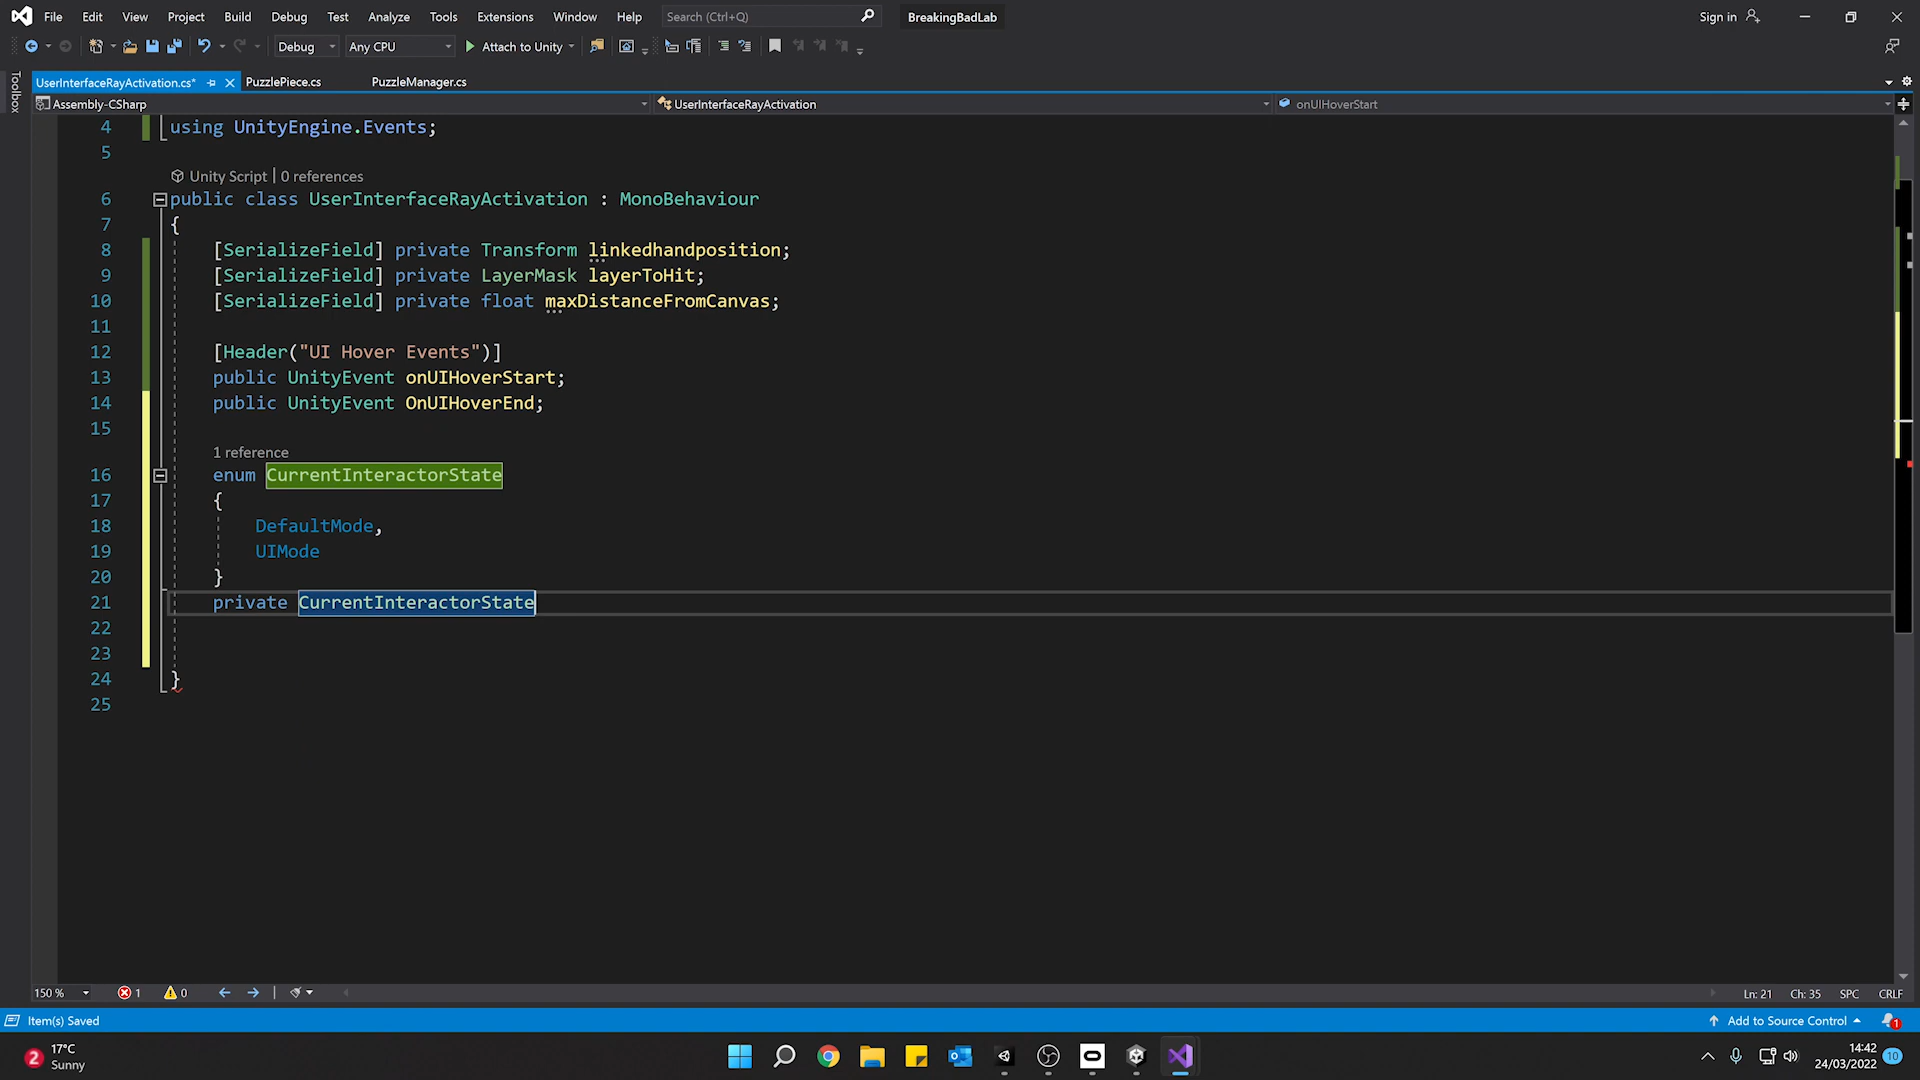 File Edit View Project Build Debug Test Analyze Tools Extensions Window Help Search (Ctrl+Q) BreakingBadLab Sign in
Debug Any CPU Attach to Unity
Toolbox
UserInterfaceRayActivation.cs* PuzzlePiece.cs PuzzleManager.cs
Assembly-CSharp UserInterfaceRayActivation onUIHoverStart
4 using UnityEngine.Events;
5
Unity Script | 0 references
6 public class UserInterfaceRayActivation : MonoBehaviour
7 {
8 [SerializeField] private Transform linkedhandposition;
9 [SerializeField] private LayerMask layerToHit;
10 [SerializeField] private float maxDistanceFromCanvas;
11
12 [Header("UI Hover Events")]
13 public UnityEvent onUIHoverStart;
14 public UnityEvent OnUIHoverEnd;
15
1 reference
16 enum CurrentInteractorState
17 {
18 DefaultMode,
19 UIMode
20 }
21 private CurrentInteractorState
22
23
24 }
25
150 % 1 0 Ln: 21 Ch: 35 SPC CRLF
Item(s) Saved Add to Source Control 1
2 17°C
Sunny
14:42
24/03/2022 10